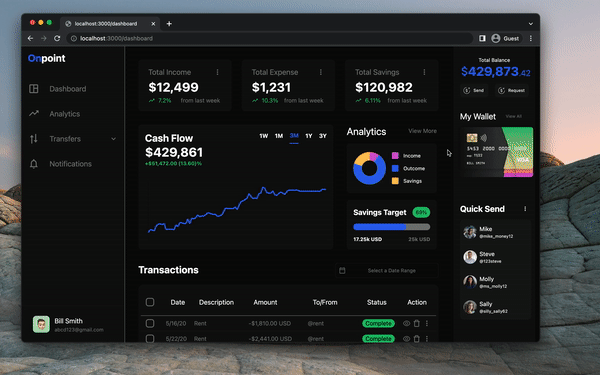 localhost:3000/dashboard
localhost:3000/dashboard
Guest
Onpoint
Dashboard
Analytics
Transfers
Notifications
Bill Smith
abcd123@gmail.com
Total Income
$12,499
7.2% from last week
Total Expense
$1,231
10.3% from last week
Total Savings
$120,982
6.11% from last week
Cash Flow
$429,861
1W 1M 3M 1Y 3Y
+$51,472.00 (13.60)%
Analytics
View More
Income
Outcome
Savings
Savings Target 69%
17.25k USD 25k USD
Transactions
Select a Date Range
Date Description Amount To/From Status Action
5/16/20 Rent -$1,810.00 USD @rent Complete
5/22/20 Rent -$2,441.00 USD @rent Complete
Total Balance
$429,873.42
Send Request
My Wallet View All
BILL SMITH
VISA
Quick Send
Mike
@mike_money12
Steve
@123steve
Molly
@ms_molly12
Sally
@silly_sally62